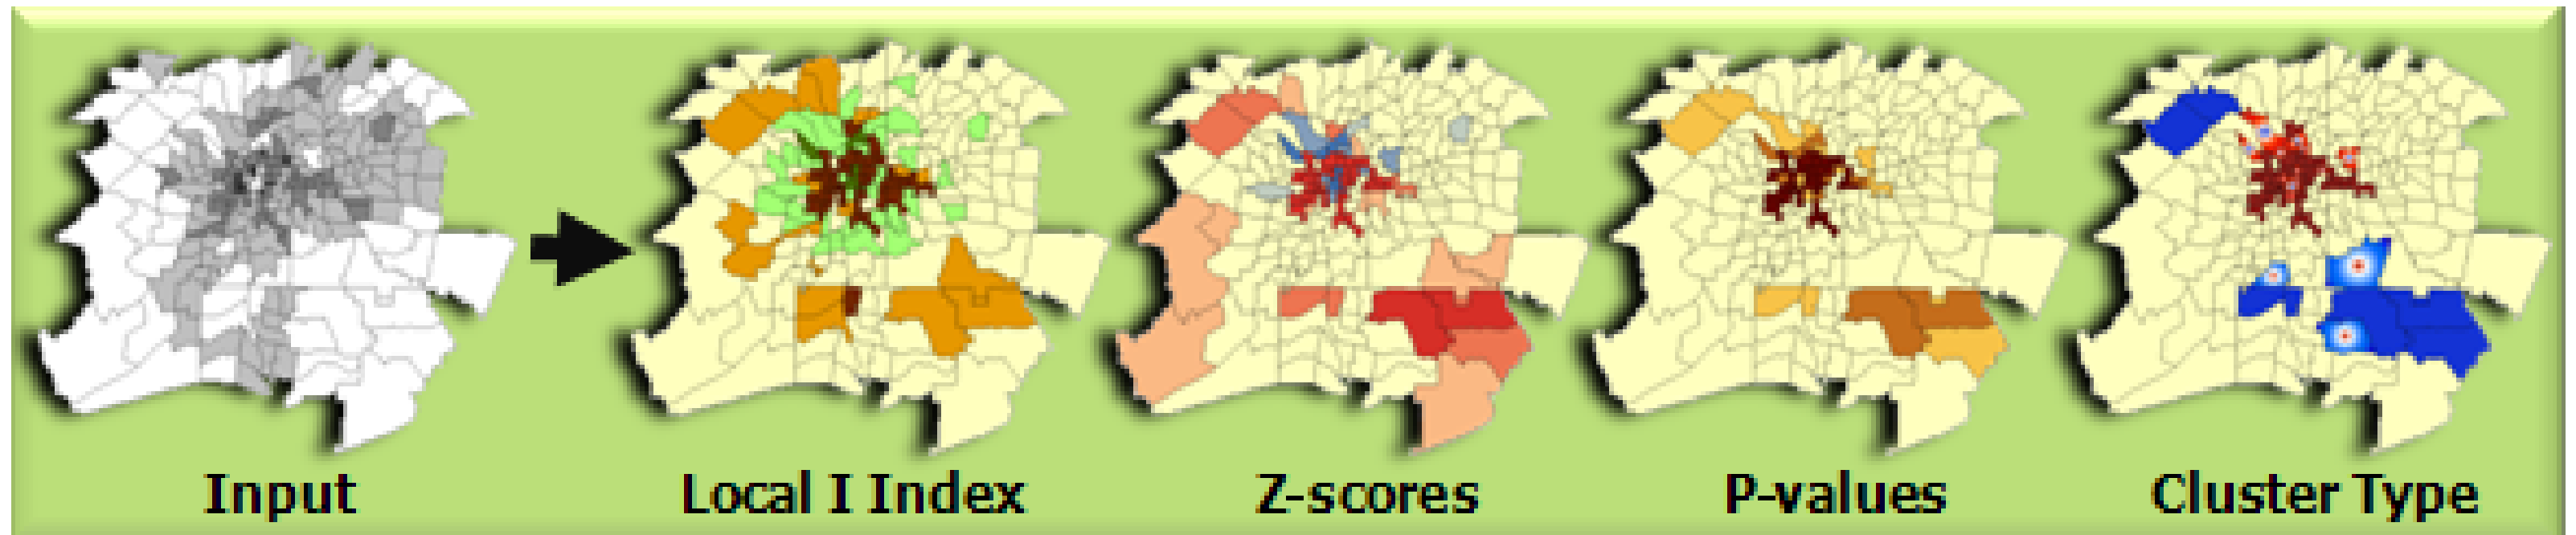 Input
Local I Index
Z-scores
P-values
Cluster Type